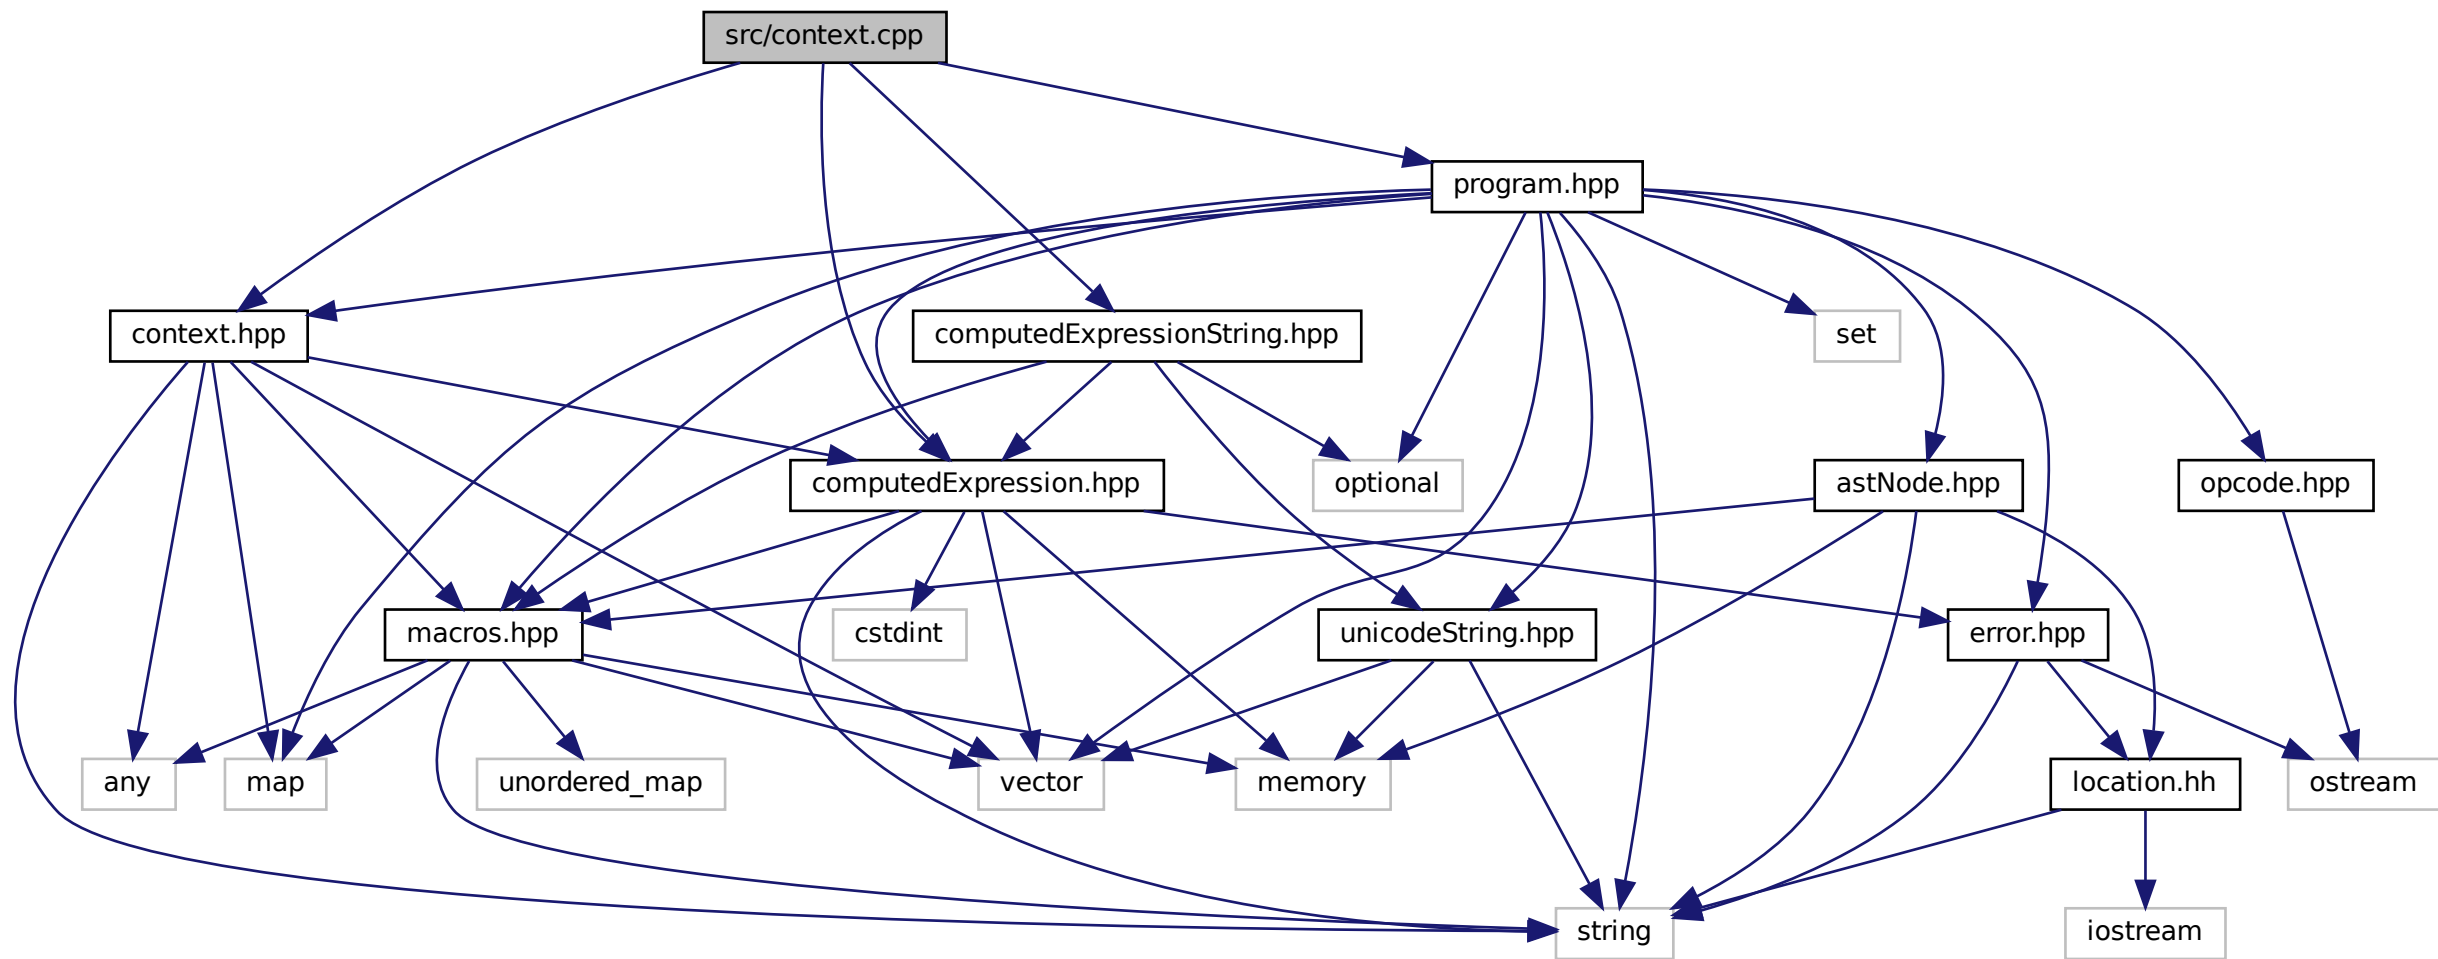 src/context.cpp
program.hpp
context.hpp
computedExpressionString.hpp
set
computedExpression.hpp
optional
astNode.hpp
opcode.hpp
macros.hpp
cstdint
unicodeString.hpp
error.hpp
any
map
unordered_map
vector
memory
location.hh
ostream
string
iostream